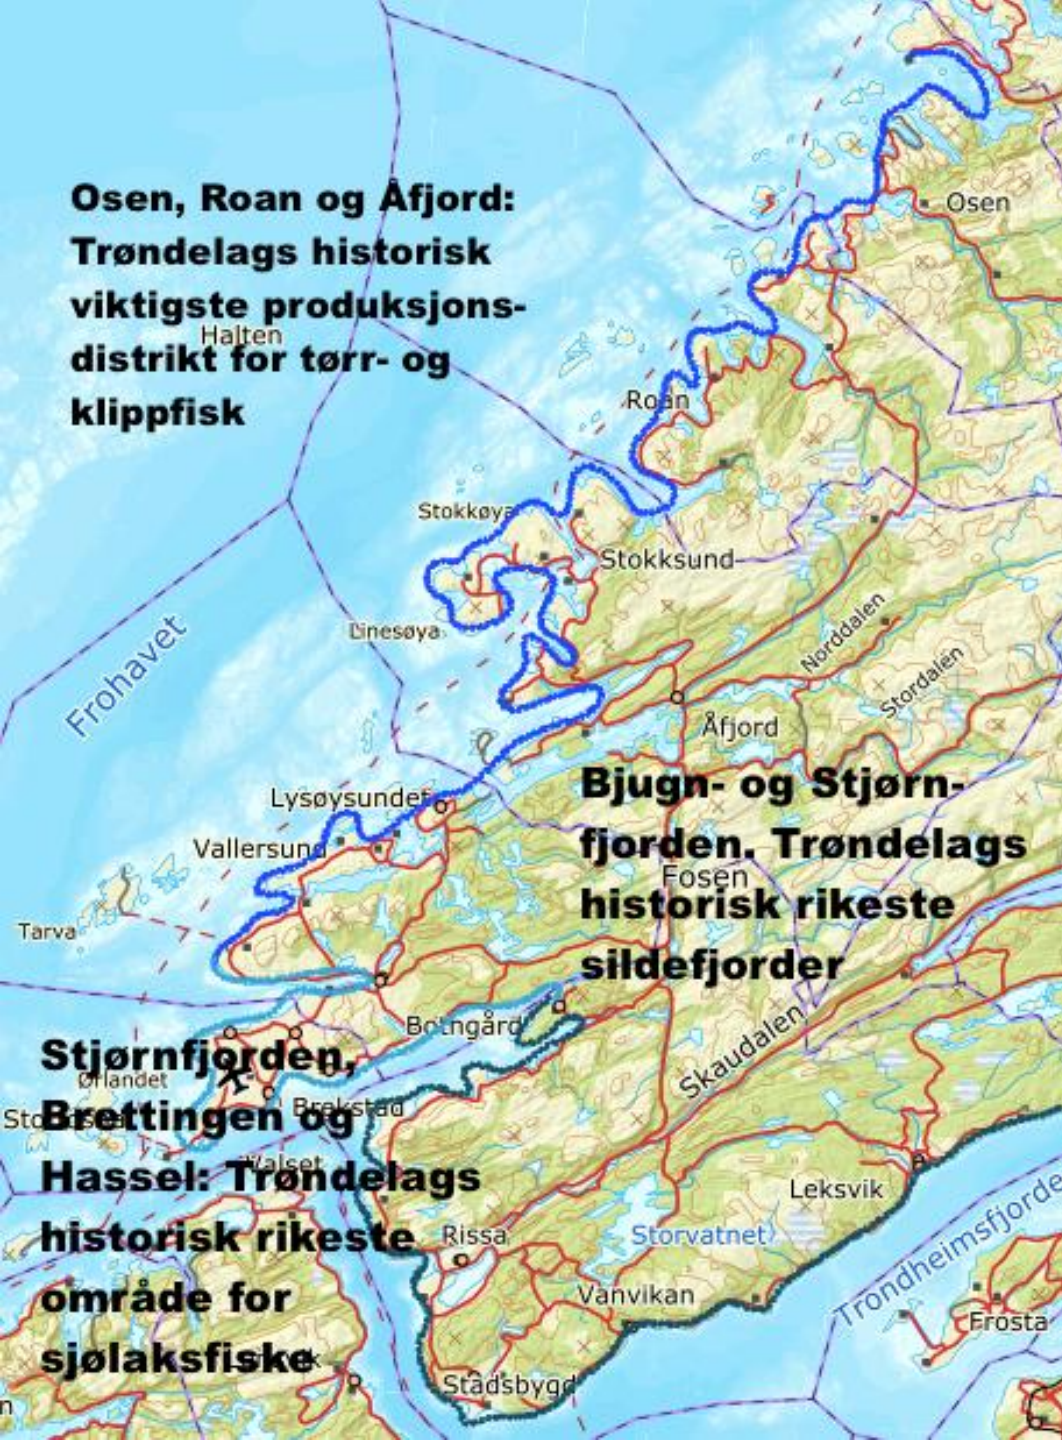 Osen, Roan og Åfjord:
Trøndelags historisk
viktigste produksjons-
distrikt for tørr- og
klippfisk
Halten
Osen
Roan
Stokkøya
Stokksund
Linesøya
Norddalen
Stordalen
Frohavet
Åfjord
Lysøysundet
Vallersund
Bjugn- og Stjørn-
fjorden. Trøndelags
historisk rikeste
sildefjorder
Fosen
Tarva
Botngård
Skaudalen
Stjørnfjorden,
Brettingen og
Hassel: Trøndelags
historisk rikeste
område for
sjølaksfiske
Ørlandet
Brekstad
Valset
Leksvik
Rissa
Storvatnet
Vanvikan
Trondheimsfjorde
Frosta
Stadsbygd
n